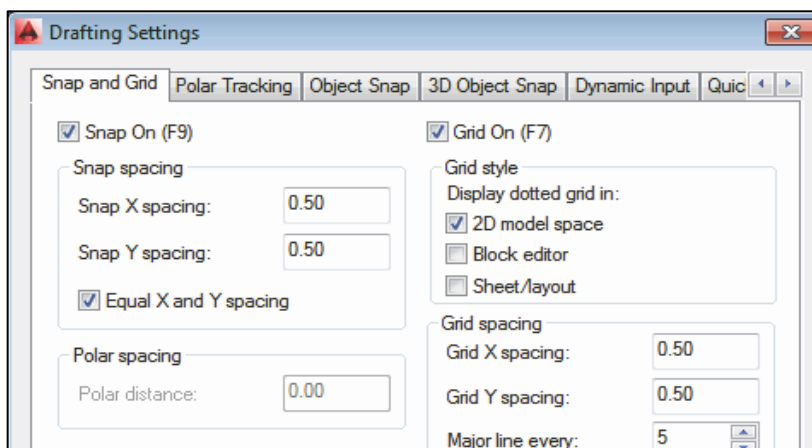 Drafting Settings
Snap and Grid Polar Tracking Object Snap 3D Object Snap Dynamic Input Quic
Snap On (F9)
Snap spacing
Snap X spacing: 0.50
Snap Y spacing: 0.50
Equal X and Y spacing
Polar spacing
Polar distance: 0.00
Grid On (F7)
Grid style
Display dotted grid in:
2D model space
Block editor
Sheet/layout
Grid spacing
Grid X spacing: 0.50
Grid Y spacing: 0.50
Major line every: 5